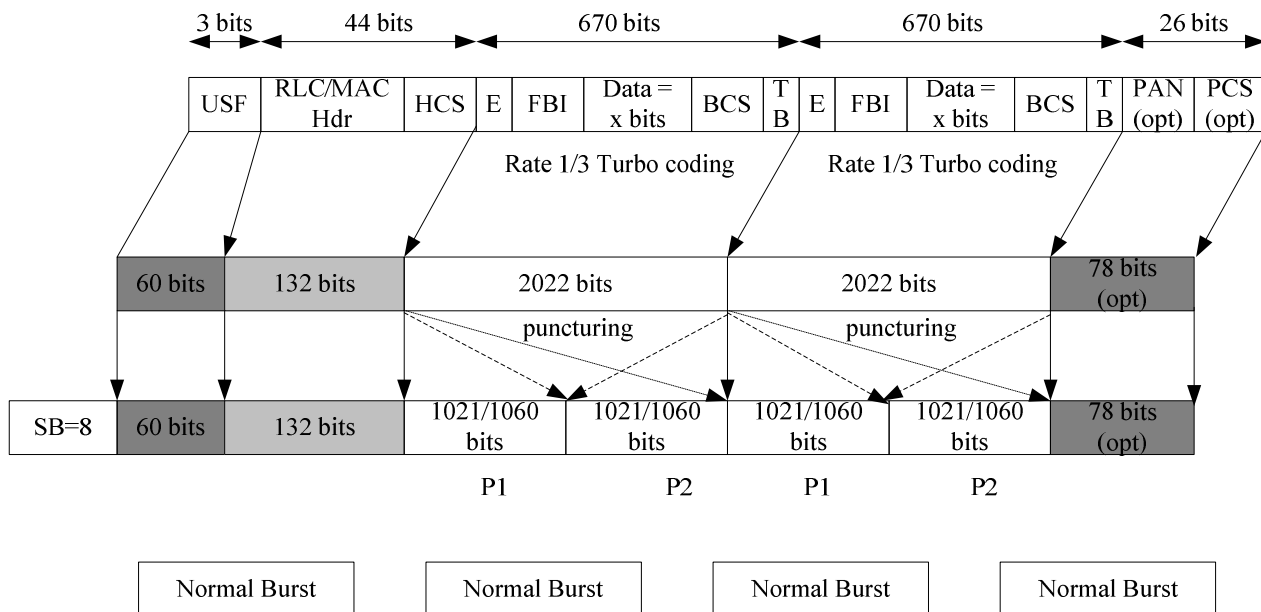 3 bits 44 bits 670 bits 670 bits 26 bits
USF RLC/MAC Hdr HCS E FBI Data = x bits BCS T B E FBI Data = x bits BCS T B PAN (opt) PCS (opt)
Rate 1/3 Turbo coding Rate 1/3 Turbo coding
60 bits 132 bits 2022 bits 2022 bits 78 bits (opt)
puncturing puncturing
SB=8 60 bits 132 bits 1021/1060 bits 1021/1060 bits 1021/1060 bits 1021/1060 bits 78 bits (opt)
P1 P2 P1 P2
Normal Burst Normal Burst Normal Burst Normal Burst